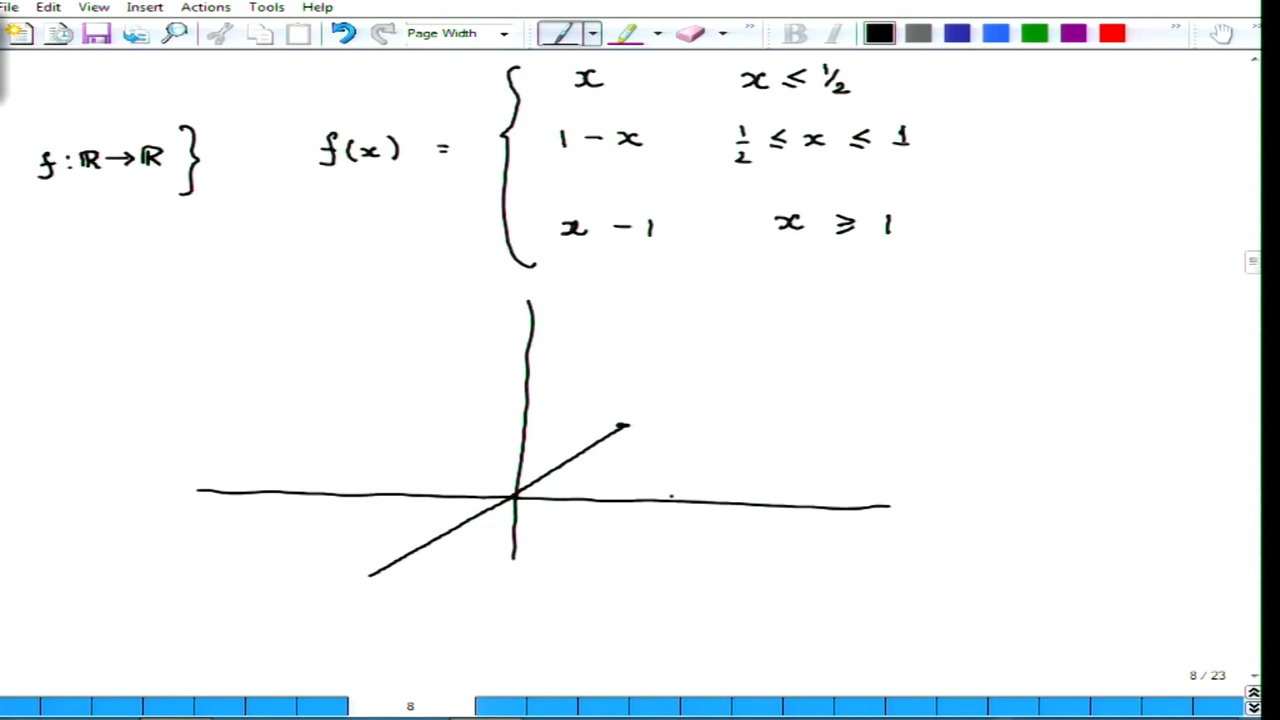 File Edit View Insert Actions Tools Help
Page Width B I
x x ≤ 1/2
f : ℝ → ℝ } f(x) = { 1 - x 1/2 ≤ x ≤ 1
x - 1 x ≥ 1
8 / 23
8